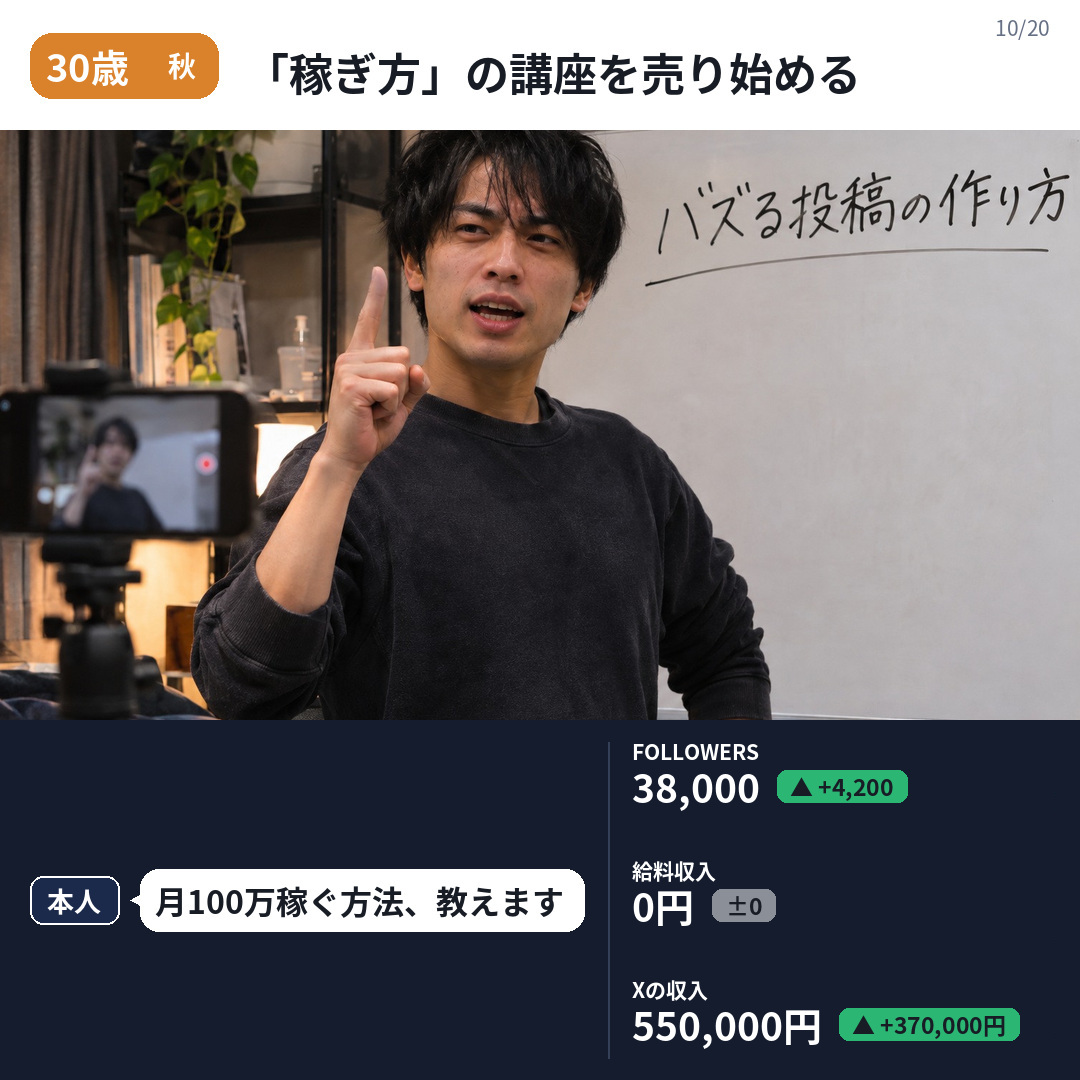 10/20
30歳 秋
「稼ぎ方」の講座を売り始める
バズる投稿の作り方
FOLLOWERS
38,000 ▲ +4,200
本人
月100万稼ぐ方法、教えます
給料収入
0円 ±0
Xの収入
550,000円 ▲ +370,000円